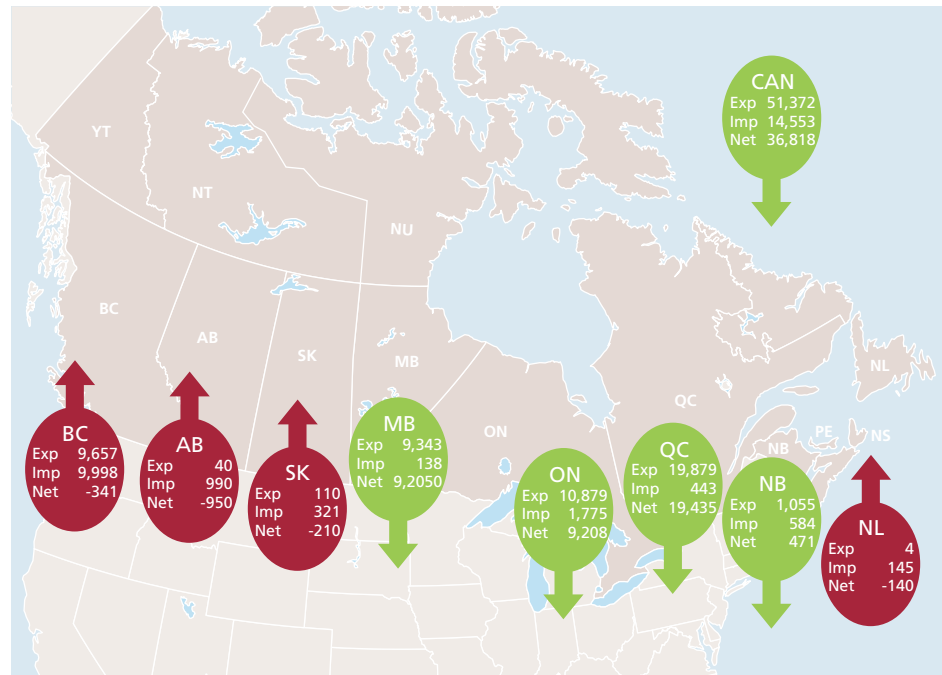 CAN
Exp 51,372
Imp 14,553
Net 36,818
YT
NT
NU
BC
AB
SK
MB
ON
QC
NL
PE
NS
NB
BC
Exp 9,657
Imp 9,998
Net -341
AB
Exp 40
Imp 990
Net -950
SK
Exp 110
Imp 321
Net -210
MB
Exp 9,343
Imp 138
Net 9,2050
ON
Exp 10,879
Imp 1,775
Net 9,208
QC
Exp 19,879
Imp 443
Net 19,435
NB
Exp 1,055
Imp 584
Net 471
NL
Exp 4
Imp 145
Net -140